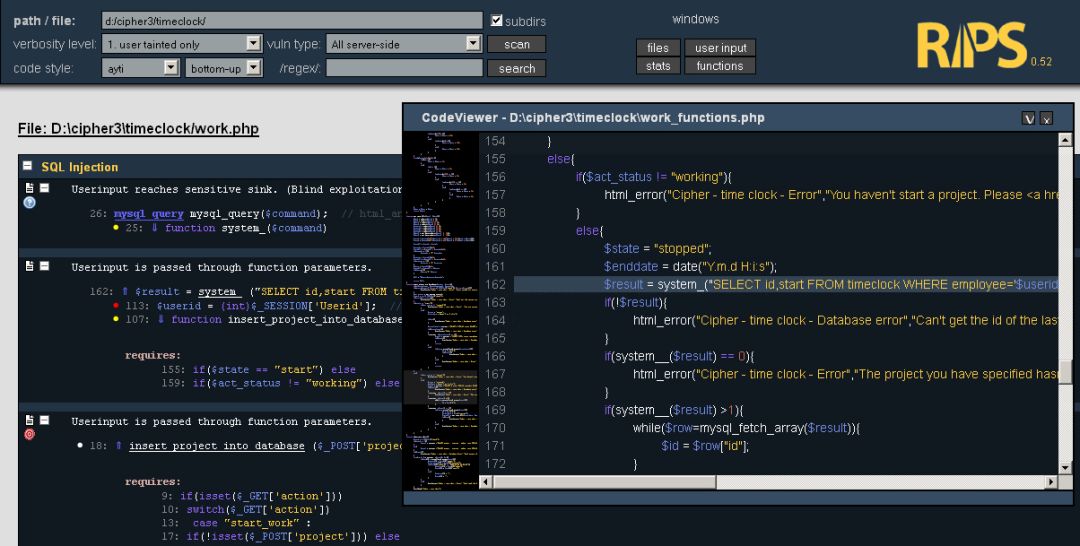 path / file: d:/cipher3/timeclock/ subdirs
verbosity level: 1. user tainted only vuln type: All server-side scan
code style: ayti bottom-up /regex/: search
windows
files user input
stats functions
RIPS 0.52
File: D:\cipher3\timeclock/work.php
SQL Injection
Userinput reaches sensitive sink. (Blind exploitation
26: mysql_query mysql_query($command); // html_an
25: ⇓ function system_($command)
Userinput is passed through function parameters.
162: ⇑ $result = system_ ("SELECT id,start FROM ti
113: $userid = (int)$_SESSION['Userid']; //
107: ⇓ function insert_project_into_database
requires:
155: if($state == "start") else
159: if($act_status != "working") else
Userinput is passed through function parameters.
18: ⇑ insert_project_into_database ($_POST['projec
requires:
9: if(isset($_GET['action']))
10: switch($_GET['action'])
13: case "start_work" :
17: if(!isset($_POST['project'])) else
CodeViewer - D:\cipher3\timeclock\work_functions.php
154 }
155 else{
156 if($act_status != "working"){
157 html_error("Cipher - time clock - Error","You haven't start a project. Please <a hre
158 }
159 else{
160 $state = "stopped";
161 $enddate = date("Y.m.d H:i:s");
162 $result = system_("SELECT id,start FROM timeclock WHERE employee='$userid
163 if(!$result){
164 html_error("Cipher - time clock - Database error","Can't get the id of the las
165 }
166 if(system__($result) == 0){
167 html_error("Cipher - time clock - Error","The project you have specified hasn
168 }
169 if(system__($result) >1){
170 while($row=mysql_fetch_array($result)){
171 $id = $row["id"];
172 }